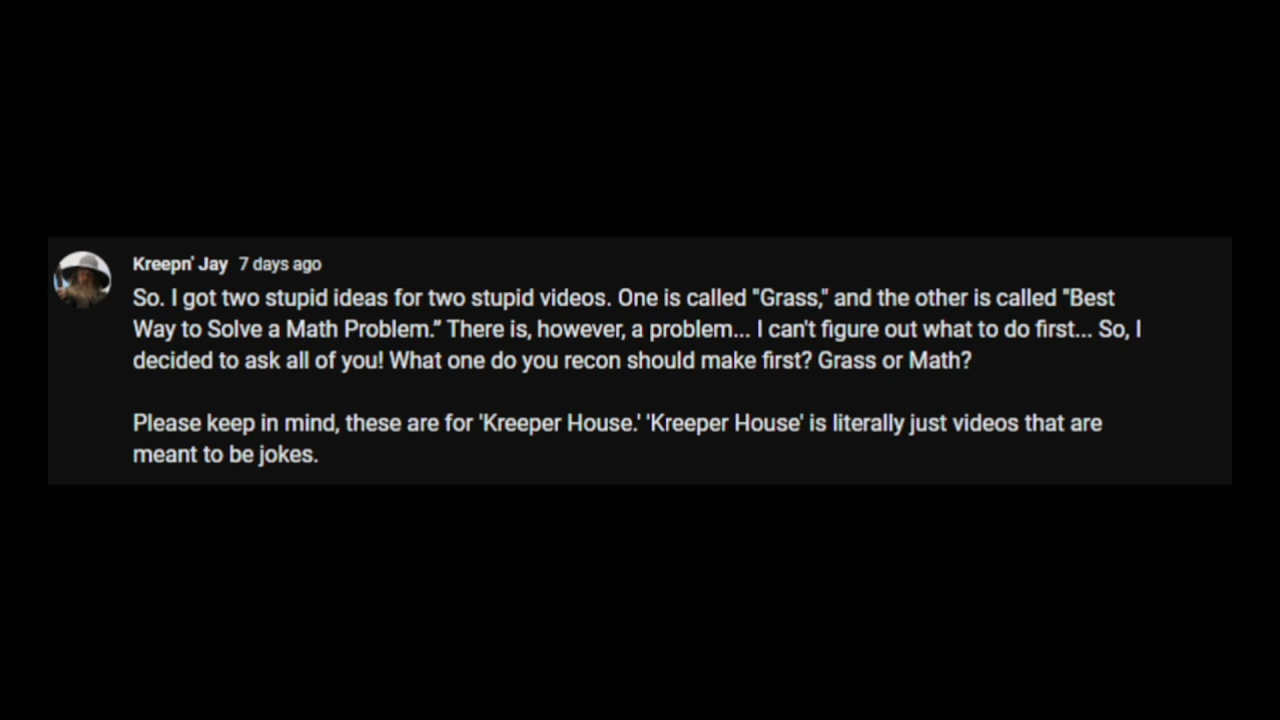 Kreepn' Jay 7 days ago
So. I got two stupid ideas for two stupid videos. One is called "Grass," and the other is called "Best
Way to Solve a Math Problem." There is, however, a problem... I can't figure out what to do first... So, I
decided to ask all of you! What one do you recon should make first? Grass or Math?
Please keep in mind, these are for 'Kreeper House.' 'Kreeper House' is literally just videos that are
meant to be jokes.